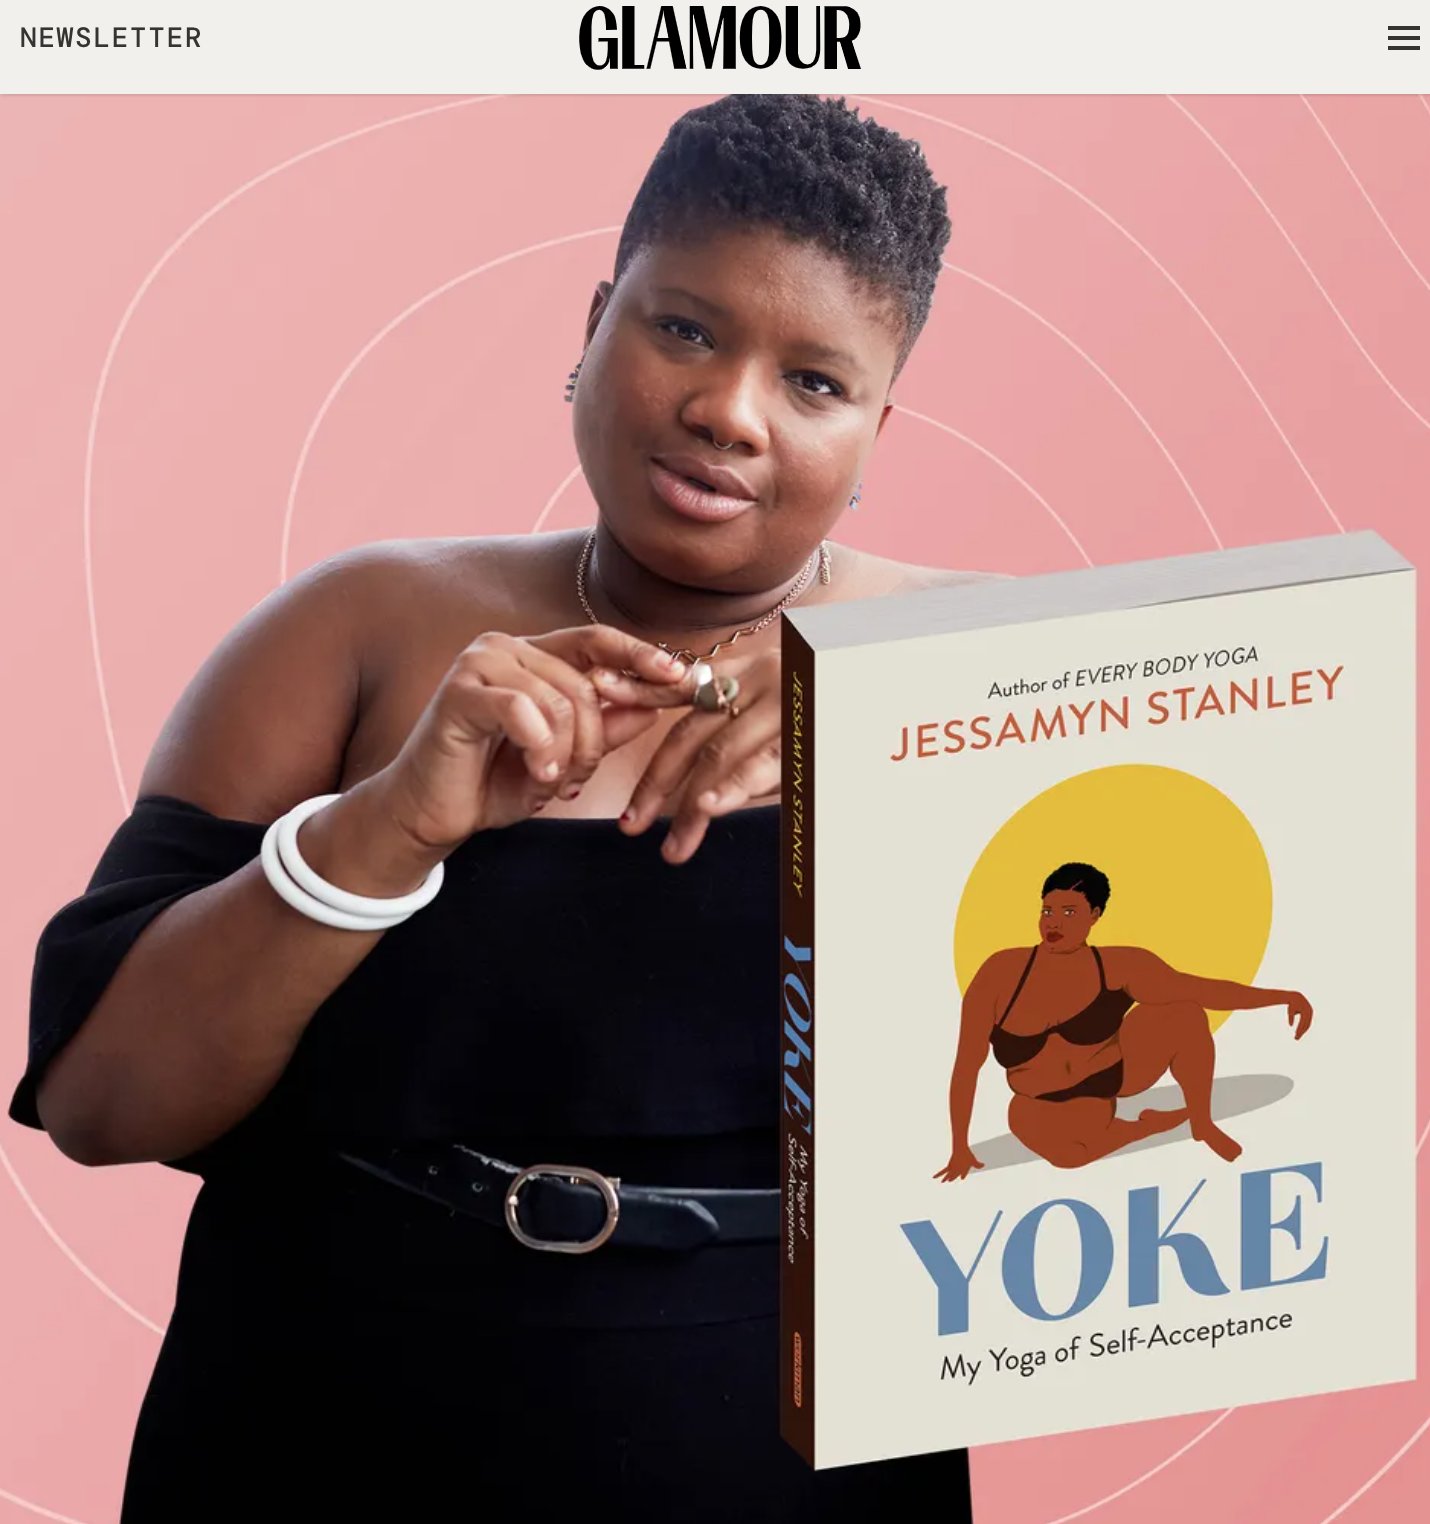 NEWSLETTER
GLAMOUR
Author of EVERY BODY YOGA
JESSAMYN STANLEY
YOKE
My Yoga of Self-Acceptance
JESSAMYN STANLEY
YOKE
My Yoga of
Self-Acceptance